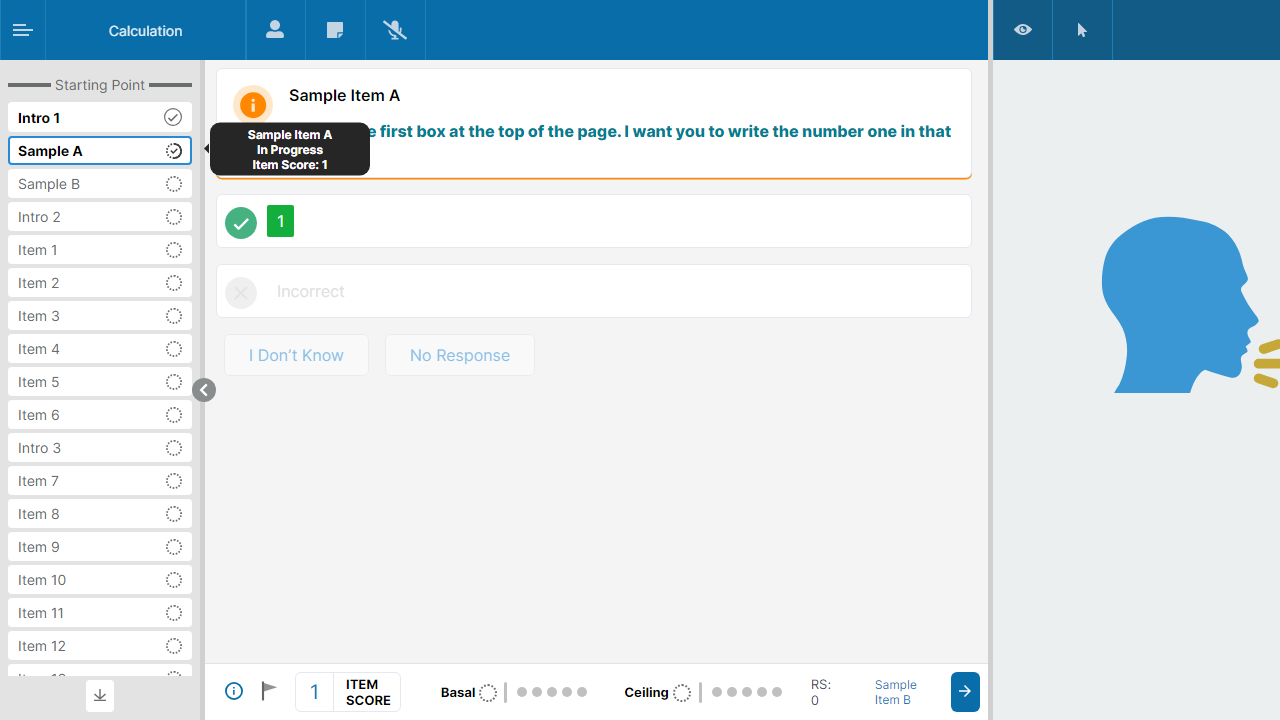 Calculation
Starting Point
Intro 1
Sample A
Sample B
Intro 2
Item 1
Item 2
Item 3
Item 4
Item 5
Item 6
Intro 3
Item 7
Item 8
Item 9
Item 10
Item 11
Item 12
Sample Item A
In Progress
Item Score: 1
Sample Item A
first box at the top of the page. I want you to write the number one in that
1
Incorrect
I Don’t Know
No Response
1
ITEM
SCORE
Basal
Ceiling
RS:
0
Sample
Item B